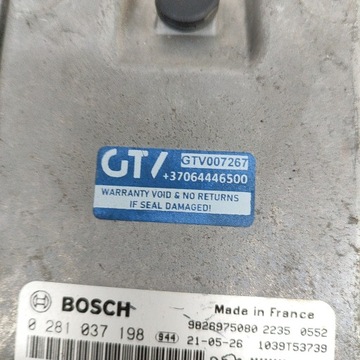 GTV
GTV007267
+37064446500
WARRANTY VOID & NO RETURNS
IF SEAL DAMAGED!
BOSCH
Made in France
0 281 037 198
944
9826975080 2235 0552
21-05-26 1039T53739